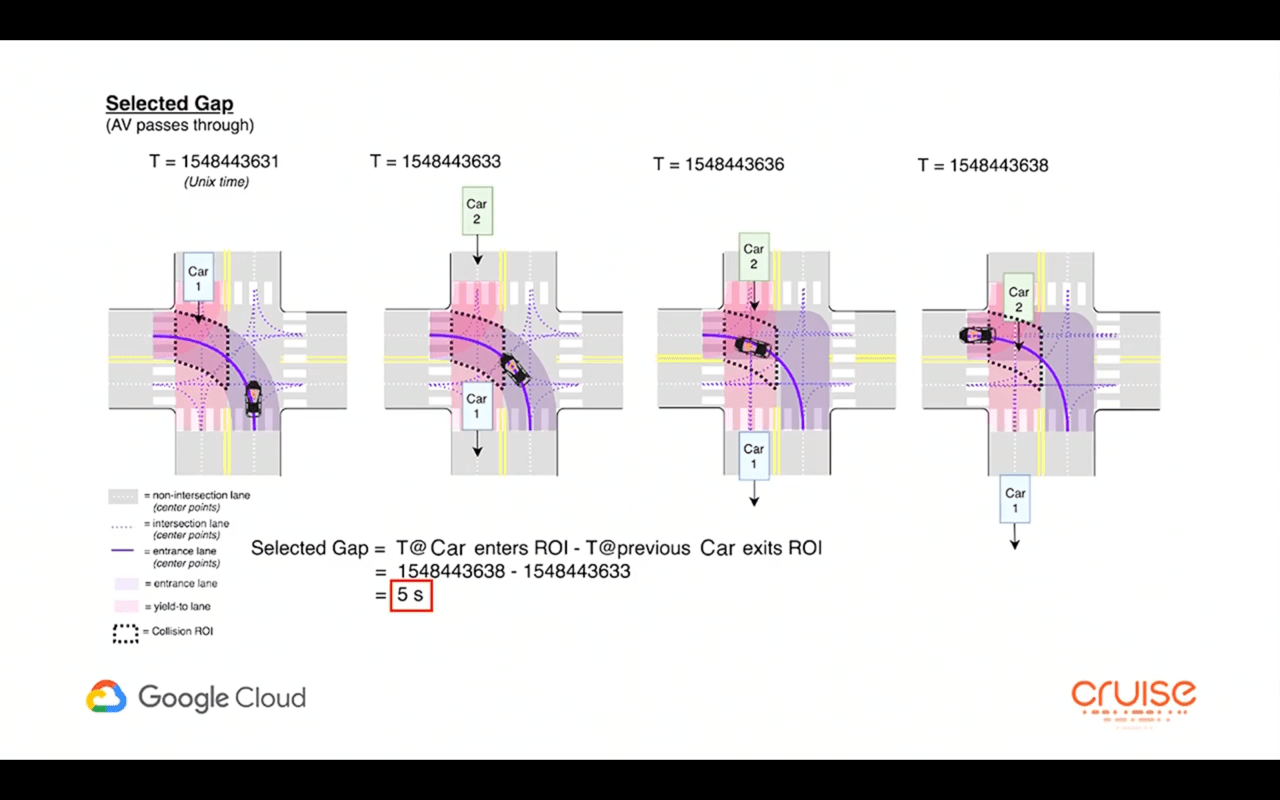 Selected Gap
(AV passes through)
T = 1548443631
(Unix time)
T = 1548443633
T = 1548443636
T = 1548443638
Car
1
Car
2
Car
1
Car
2
Car
1
Car
2
Car
1
= non-intersection lane
(center points)
= intersection lane
(center points)
= entrance lane
(center points)
= entrance lane
= yield-to lane
= Collision ROI
Selected Gap = T@Car enters ROI - T@previous Car exits ROI
= 1548443638 - 1548443633
= 5 s
Google Cloud
cruise